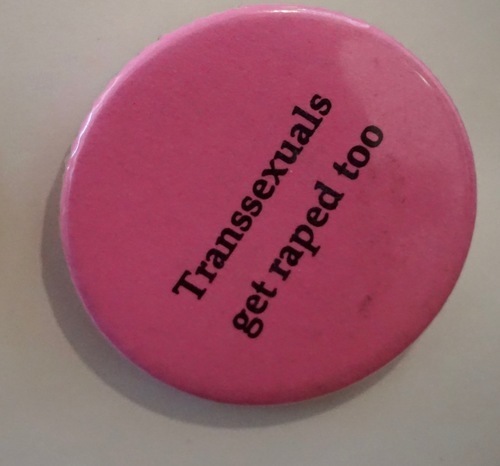 Transsexuals
get raped too